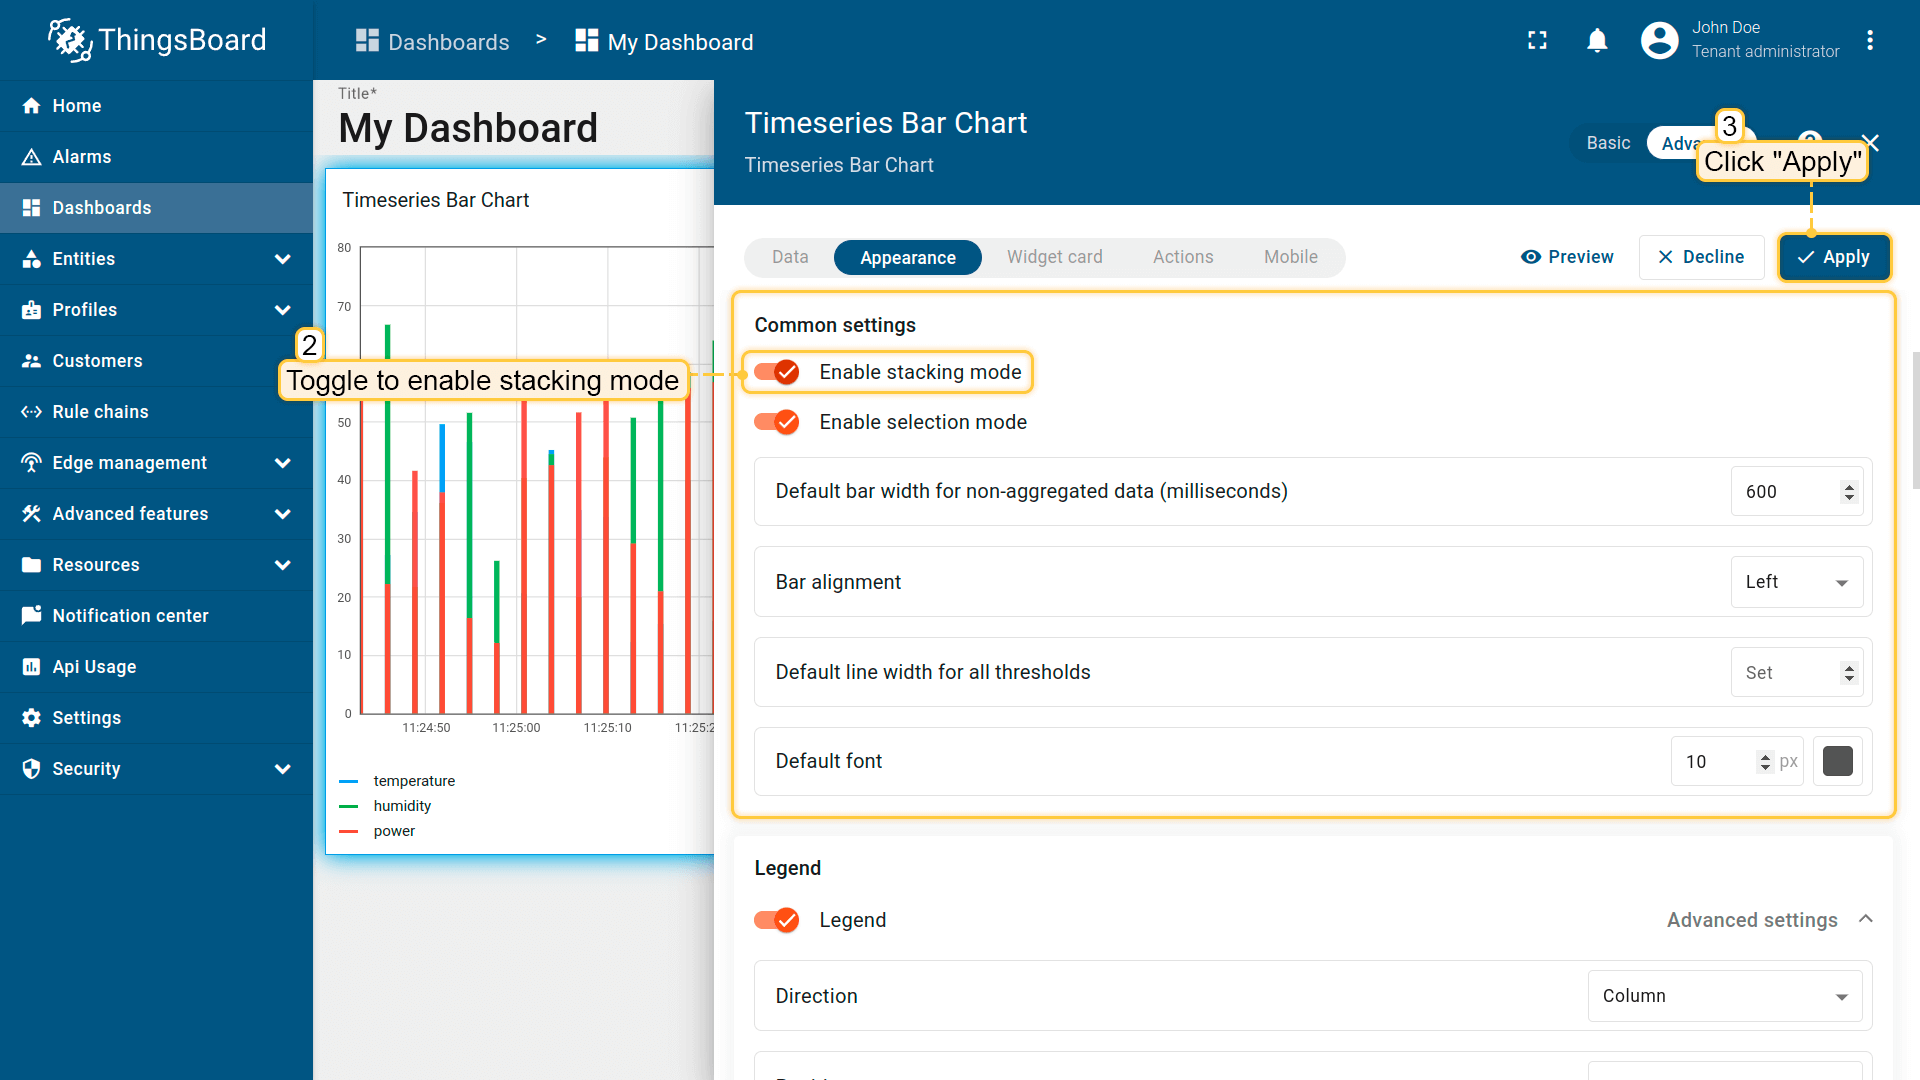 ThingsBoard
Dashboards > My Dashboard
John Doe
Tenant administrator
Home
Alarms
Dashboards
Entities
Profiles
Customers
Rule chains
Edge management
Advanced features
Resources
Notification center
Api Usage
Settings
Security
Title*
My Dashboard
Timeseries Bar Chart
80
70
50
40
30
20
10
0
11:24:50 11:25:00 11:25:10 11:25:2
temperature
humidity
power
2
Toggle to enable stacking mode
Timeseries Bar Chart
Timeseries Bar Chart
Basic
3
Click "Apply"
Data Appearance Widget card Actions Mobile
Preview Decline Apply
Common settings
Enable stacking mode
Enable selection mode
Default bar width for non-aggregated data (milliseconds) 600
Bar alignment Left
Default line width for all thresholds Set
Default font 10 px
Legend
Legend Advanced settings
Direction Column